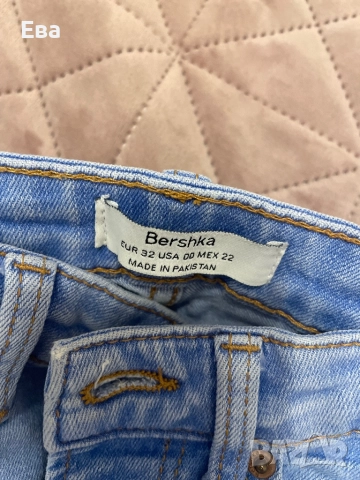 Ева
Bershka
EUR 32 USA 00 MEX 22
MADE IN PAKISTAN